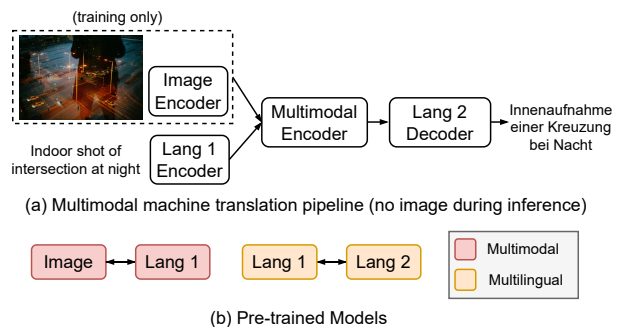 (training only)
Image
Encoder
Indoor shot of
intersection at night
Lang 1
Encoder
Multimodal
Encoder
Lang 2
Decoder
Innenaufnahme
einer Kreuzung
bei Nacht
(a) Multimodal machine translation pipeline (no image during inference)
Image
Lang 1
Lang 1
Lang 2
Multimodal
Multilingual
(b) Pre-trained Models